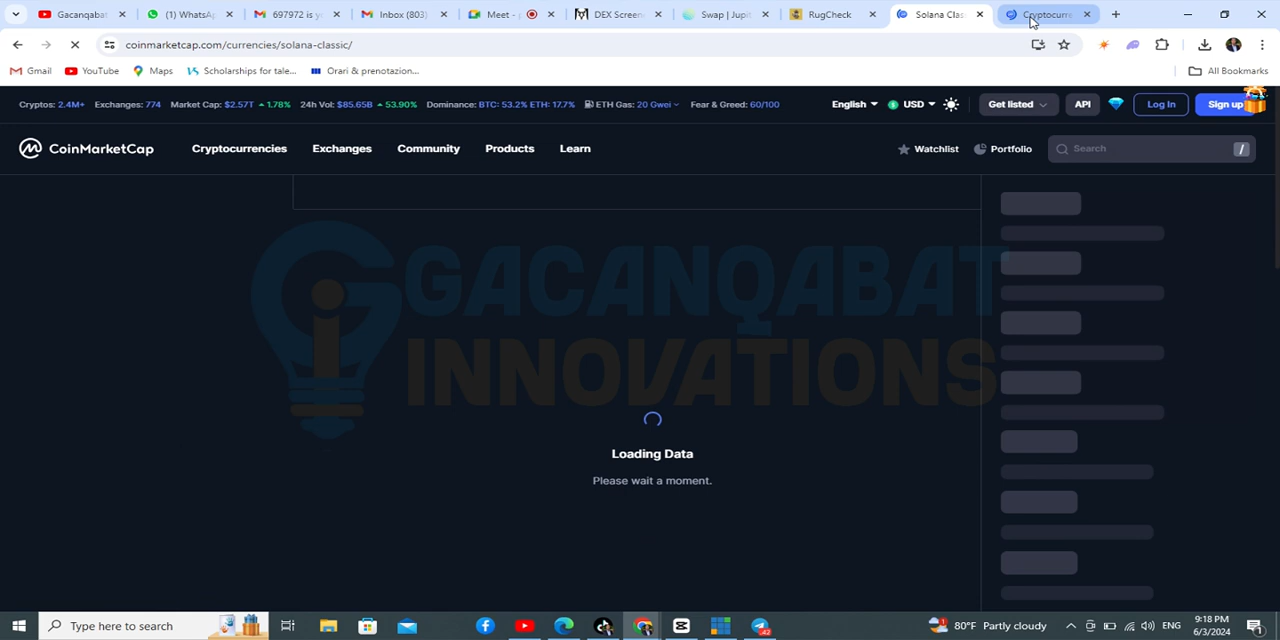 Gacanqabat
(1) WhatsA
697972 is y
Inbox (803)
Meet - p
DEX Screen
Swap | Jupit
RugCheck
Solana Clas
Cryptocurre
coinmarketcap.com/currencies/solana-classic/
Gmail
YouTube
Maps
Scholarships for tale...
Orari & prenotazion...
All Bookmarks
Cryptos: 2.4M+ Exchanges: 774 Market Cap: $2.57T 1.78% 24h Vol: $85.65B 53.90% Dominance: BTC: 53.2% ETH: 17.7% ETH Gas: 20 Gwei Fear & Greed: 60/100
English USD Get listed API Log In Sign up
CoinMarketCap
Cryptocurrencies Exchanges Community Products Learn
Watchlist Portfolio Search /
GACANQABAT
INNOVATIONS
Loading Data
Please wait a moment.
Type here to search
42
80°F Partly cloudy
ENG
9:18 PM
6/3/2024
1